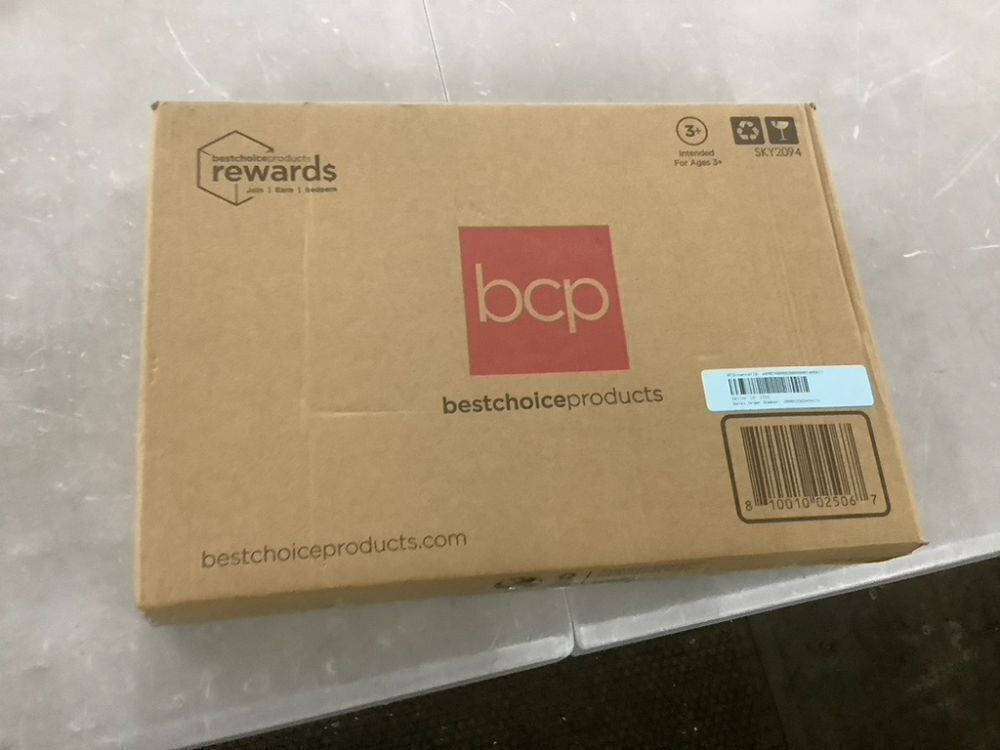 bestchoiceproducts
rewards
Join | Earn | Redeem
3+
Intended
For Ages 3+
SKY2094
bcp
bestchoiceproducts
8 10010 02506 7
bestchoiceproducts.com